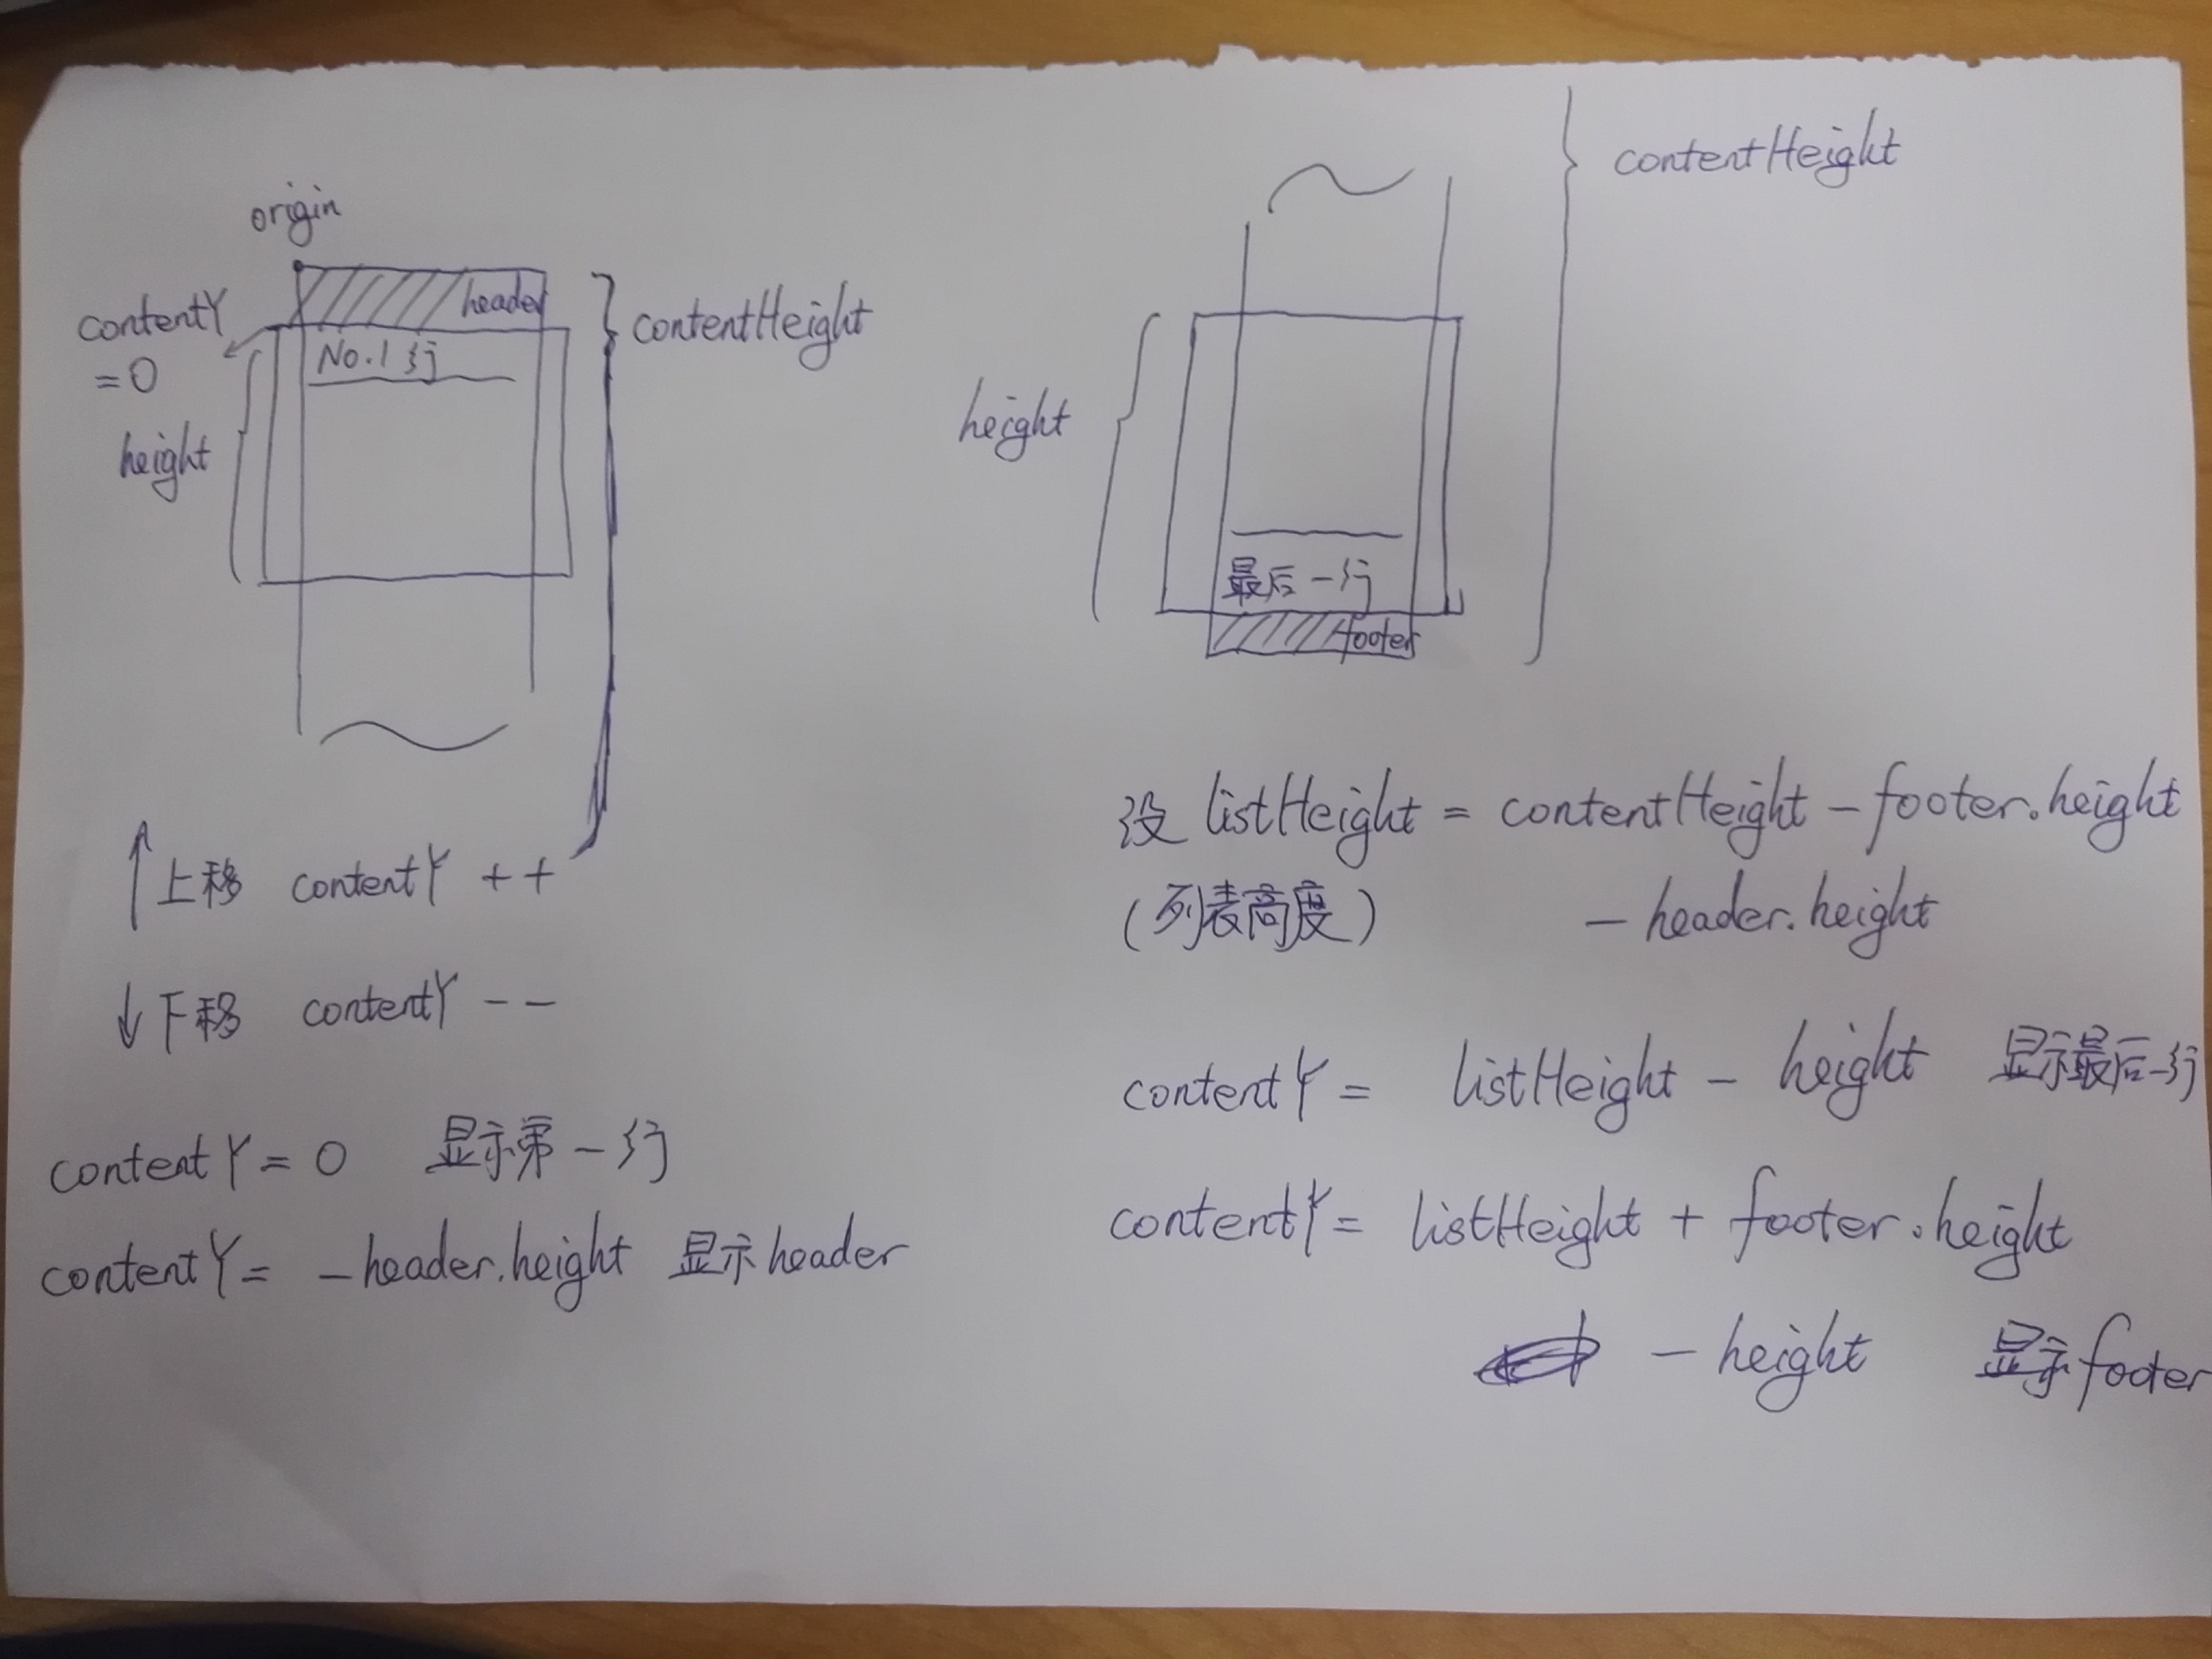 origin
header
contentY
= 0
No.1行
height
contentHeight
上移 contentY ++
下移 contentY --
contentY = 0 显示第一行
contentY = -header.height 显示header
contentHeight
height
最后一行
footer
设 listHeight = contentHeight - footer.height
(列表高度) - header.height
contentY = listHeight - height 显示最后一行
contentY = listHeight + footer.height
- height 显示footer